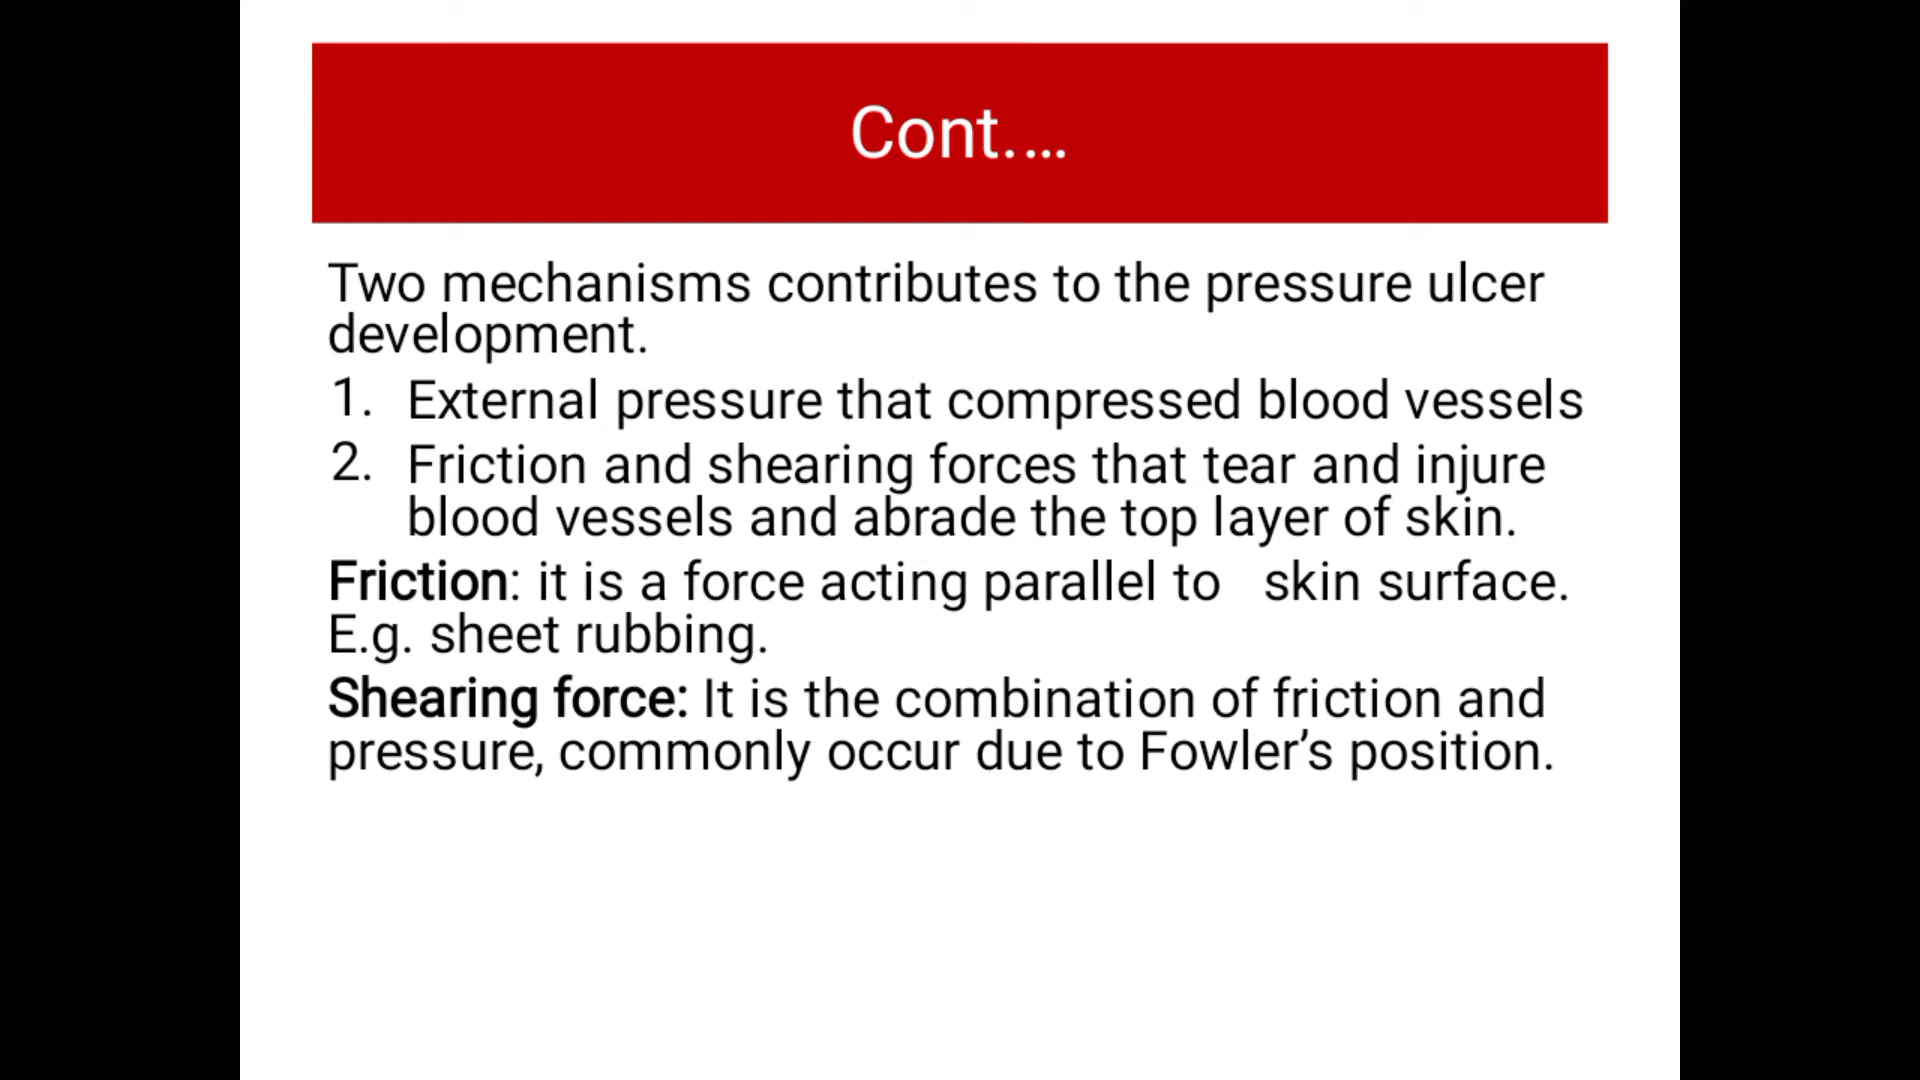 Cont.…
Two mechanisms contributes to the pressure ulcer
development.
1. External pressure that compressed blood vessels
2. Friction and shearing forces that tear and injure
blood vessels and abrade the top layer of skin.
Friction: it is a force acting parallel to   skin surface.
E.g. sheet rubbing.
Shearing force: It is the combination of friction and
pressure, commonly occur due to Fowler’s position.